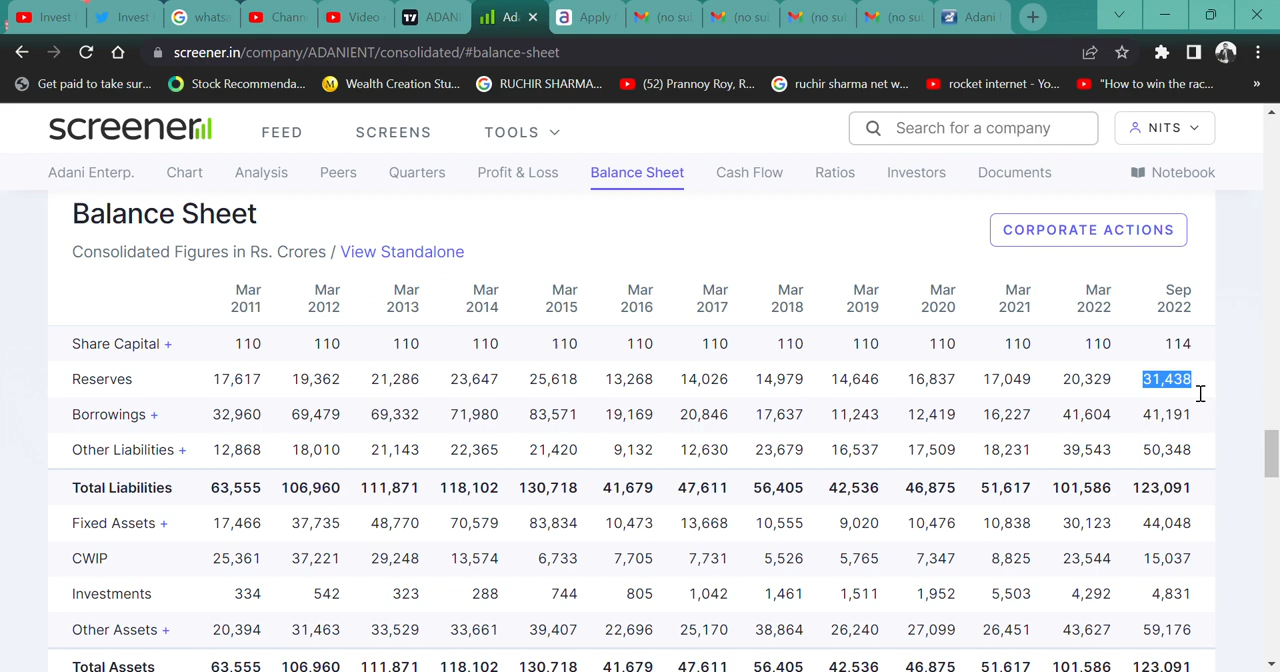 Invest
Invest
whatsa
Chann
Video
ADANI
Ad
Apply
(no su
(no su
(no su
(no su
Adani
screener.in/company/ADANIENT/consolidated/#balance-sheet
Get paid to take sur... Stock Recommenda... Wealth Creation Stu... RUCHIR SHARMA... (52) Prannoy Roy, R... ruchir sharma net w... rocket internet - Yo... "How to win the rac... »
screener FEED SCREENS TOOLS Search for a company NITS
Adani Enterp. Chart Analysis Peers Quarters Profit & Loss Balance Sheet Cash Flow Ratios Investors Documents Notebook
Balance Sheet
CORPORATE ACTIONS
Consolidated Figures in Rs. Crores / View Standalone
Mar Mar Mar Mar Mar Mar Mar Mar Mar Mar Mar Mar Sep
2011 2012 2013 2014 2015 2016 2017 2018 2019 2020 2021 2022 2022
Share Capital + 110 110 110 110 110 110 110 110 110 110 110 110 114
Reserves 17,617 19,362 21,286 23,647 25,618 13,268 14,026 14,979 14,646 16,837 17,049 20,329 31,438
Borrowings + 32,960 69,479 69,332 71,980 83,571 19,169 20,846 17,637 11,243 12,419 16,227 41,604 41,191
Other Liabilities + 12,868 18,010 21,143 22,365 21,420 9,132 12,630 23,679 16,537 17,509 18,231 39,543 50,348
Total Liabilities 63,555 106,960 111,871 118,102 130,718 41,679 47,611 56,405 42,536 46,875 51,617 101,586 123,091
Fixed Assets + 17,466 37,735 48,770 70,579 83,834 10,473 13,668 10,555 9,020 10,476 10,838 30,123 44,048
CWIP 25,361 37,221 29,248 13,574 6,733 7,705 7,731 5,526 5,765 7,347 8,825 23,544 15,037
Investments 334 542 323 288 744 805 1,042 1,461 1,511 1,952 5,503 4,292 4,831
Other Assets + 20,394 31,463 33,529 33,661 39,407 22,696 25,170 38,864 26,240 27,099 26,451 43,627 59,176
Total Assets 63,555 106,960 111,871 118,102 130,718 41,679 47,611 56,405 42,536 46,875 51,617 101,586 123,091